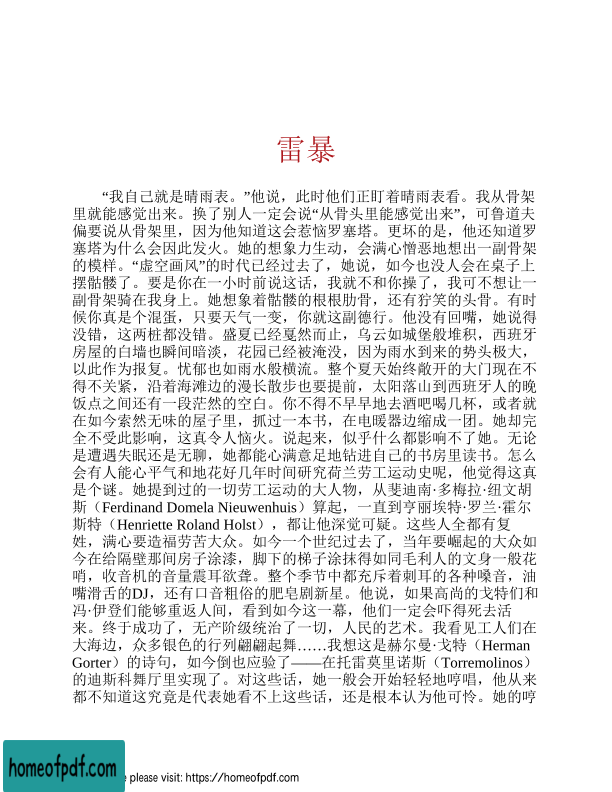 雷暴
“我自己就是晴雨表。”他说，此时他们正盯着晴雨表看。我从骨架
里就能感觉出来。换了别人一定会说“从骨头里能感觉出来”，可鲁道夫
偏要说从骨架里，因为他知道这会惹恼罗塞塔。更坏的是，他还知道罗
塞塔为什么会因此发火。她的想象力生动，会满心憎恶地想出一副骨架
的模样。“虚空画风”的时代已经过去了，她说，如今也没人会在桌子上
摆骷髅了。要是你在一小时前说这话，我就不和你操了，我可不想让一
副骨架骑在我身上。她想象着骷髅的根根肋骨，还有狞笑的头骨。有时
候你真是个混蛋，只要天气一变，你就这副德行。他没有回嘴，她说得
没错，这两桩都没错。盛夏已经戛然而止，乌云如城堡般堆积，西班牙
房屋的白墙也瞬间暗淡，花园已经被淹没，因为雨水到来的势头极大，
以此作为报复。忧郁也如雨水般横流。整个夏天始终敞开的大门现在不
得不关紧，沿着海滩边的漫长散步也要提前，太阳落山到西班牙人的晚
饭点之间还有一段茫然的空白。你不得不早早地去酒吧喝几杯，或者就
在如今索然无味的屋子里，抓过一本书，在电暖器边缩成一团。她却完
全不受此影响，这真令人恼火。说起来，似乎什么都影响不了她。无论
是遭遇失眠还是无聊，她都能心满意足地钻进自己的书房里读书。怎么
会有人能心平气和地花好几年时间研究荷兰劳工运动史呢，他觉得这真
是个谜。她提到过的一切劳工运动的大人物，从斐迪南·多梅拉·纽文胡
斯（Ferdinand Domela Nieuwenhuis）算起，一直到亨丽埃特·罗兰·霍尔
斯特（Henriette Roland Holst），都让他深觉可疑。这些人全都有复
姓，满心要造福劳苦大众。如今一个世纪过去了，当年要崛起的大众如
今在给隔壁那间房子涂漆，脚下的梯子涂抹得如同毛利人的文身一般花
哨，收音机的音量震耳欲聋。整个季节中都充斥着刺耳的各种嗓音，油
嘴滑舌的DJ，还有口音粗俗的肥皂剧新星。他说，如果高尚的戈特们和
冯·伊登们能够重返人间，看到如今这一幕，他们一定会吓得死去活
来。终于成功了，无产阶级统治了一切，人民的艺术。我看见工人们在
大海边，众多银色的行列翩翩起舞……我想这是赫尔曼·戈特（Herman
Gorter）的诗句，如今倒也应验了——在托雷莫里诺斯（Torremolinos）
的迪斯科舞厅里实现了。对这些话，她一般会开始轻轻地哼唱，他从来
都不知道这究竟是代表她看不上这些话，还是根本认为他可怜。她的哼
homeofpdf.com
e please visit: https://homeofpdf.com